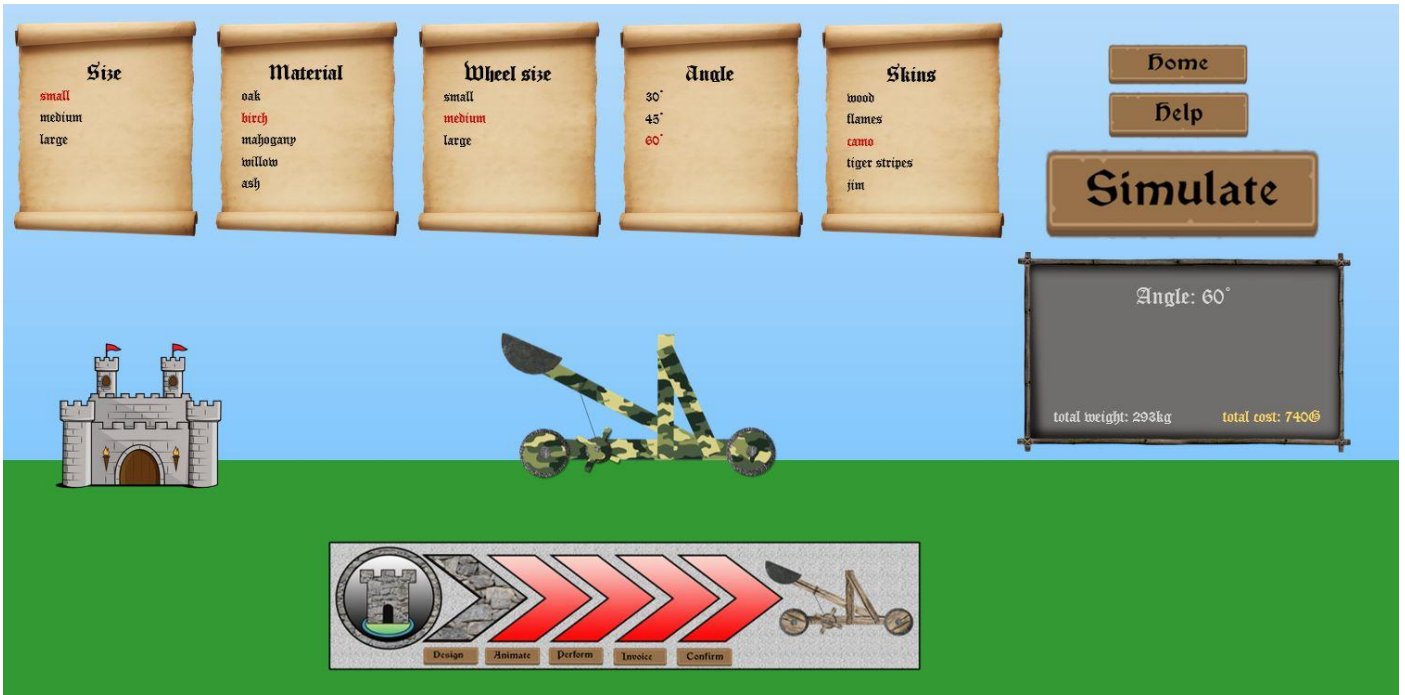 Size
small
medium
large
Material
oak
birch
mahogany
willow
ash
Wheel size
small
medium
large
Angle
30°
45°
60°
Skins
wood
flames
camo
tiger stripes
jim
Home
Help
Simulate
Angle: 60°
total weight: 293kg
total cost: 740G
Design
Animate
Perform
Invoice
Confirm